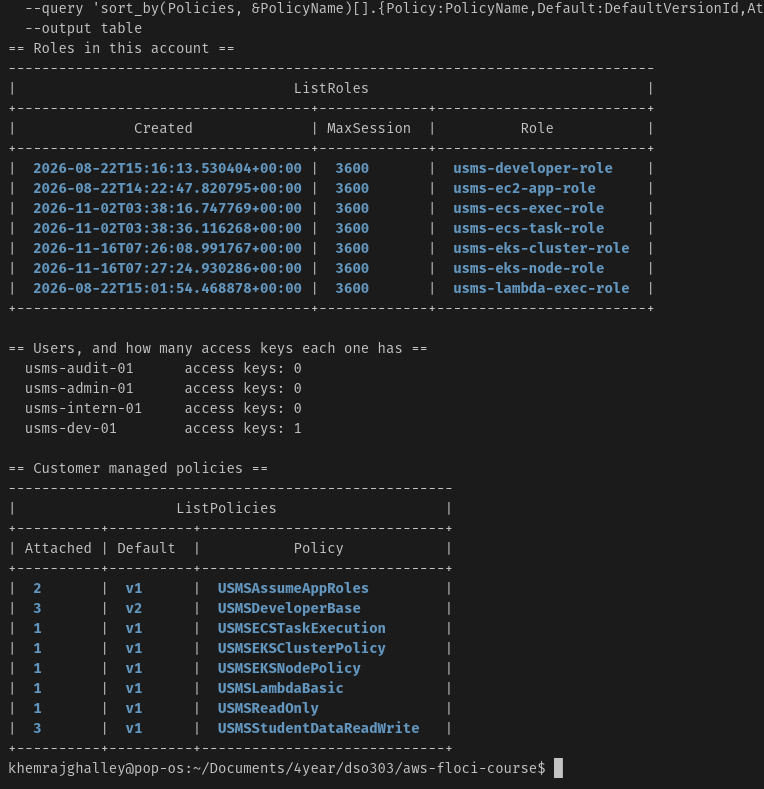 --query 'sort_by(Policies, &PolicyName)[].{Policy:PolicyName,Default:DefaultVersionId,At
--output table
== Roles in this account ==
-----------------------------------------------------------------------------
|                                 ListRoles                                 |
+-----------------------------------+-------------+-------------------------+
|              Created              | MaxSession  |          Role           |
+-----------------------------------+-------------+-------------------------+
|  2026-08-22T15:16:13.530404+00:00 |  3600       |  usms-developer-role    |
|  2026-08-22T14:22:47.820795+00:00 |  3600       |  usms-ec2-app-role      |
|  2026-11-02T03:38:16.747769+00:00 |  3600       |  usms-ecs-exec-role     |
|  2026-11-02T03:38:36.116268+00:00 |  3600       |  usms-ecs-task-role     |
|  2026-11-16T07:26:08.991767+00:00 |  3600       |  usms-eks-cluster-role  |
|  2026-11-16T07:27:24.930286+00:00 |  3600       |  usms-eks-node-role     |
|  2026-08-22T15:01:54.468878+00:00 |  3600       |  usms-lambda-exec-role  |
+-----------------------------------+-------------+-------------------------+
== Users, and how many access keys each one has ==
usms-audit-01      access keys: 0
usms-admin-01      access keys: 0
usms-intern-01     access keys: 0
usms-dev-01        access keys: 1
== Customer managed policies ==
-----------------------------------------------------
|                   ListPolicies                    |
+----------+----------+-----------------------------+
| Attached | Default  |           Policy            |
+----------+----------+-----------------------------+
|  2       |  v1      |  USMSAssumeAppRoles         |
|  3       |  v2      |  USMSDeveloperBase          |
|  1       |  v1      |  USMSECSTaskExecution       |
|  1       |  v1      |  USMSEKSClusterPolicy       |
|  1       |  v1      |  USMSEKSNodePolicy          |
|  1       |  v1      |  USMSLambdaBasic            |
|  1       |  v1      |  USMSReadOnly               |
|  3       |  v1      |  USMSStudentDataReadWrite   |
+----------+----------+-----------------------------+
khemrajghalley@pop-os:~/Documents/4year/dso303/aws-floci-course$